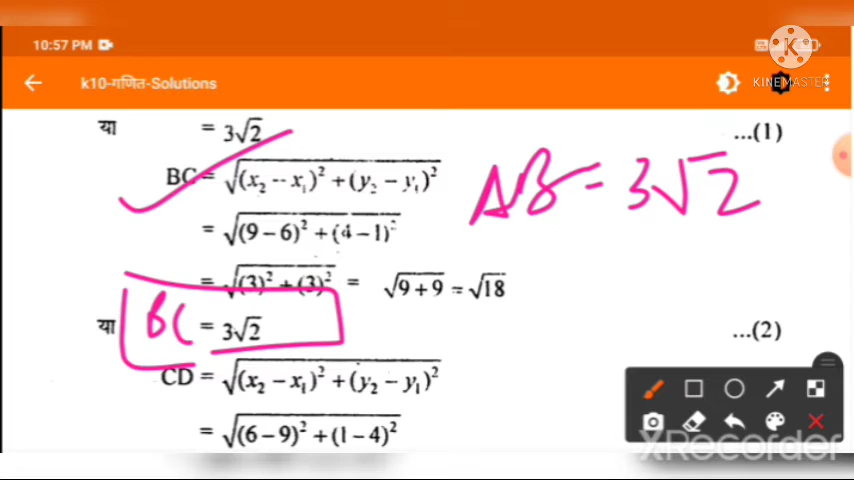 10:57 PM
KINEMASTER
k10-गणित-Solutions
या = 3√2 ...(1)
BC = √(x₂ -- x₁)² + (y₂ – y₁)²
AB = 3√2
= √(9 – 6)² + (4 – 1)²
= √(3)² + (3)² = √9 + 9 = √18
या BC = 3√2 ...(2)
CD = √(x₂ – x₁)² + (y₂ – y₁)²
= √(6 – 9)² + (1 – 4)²
XRecorder